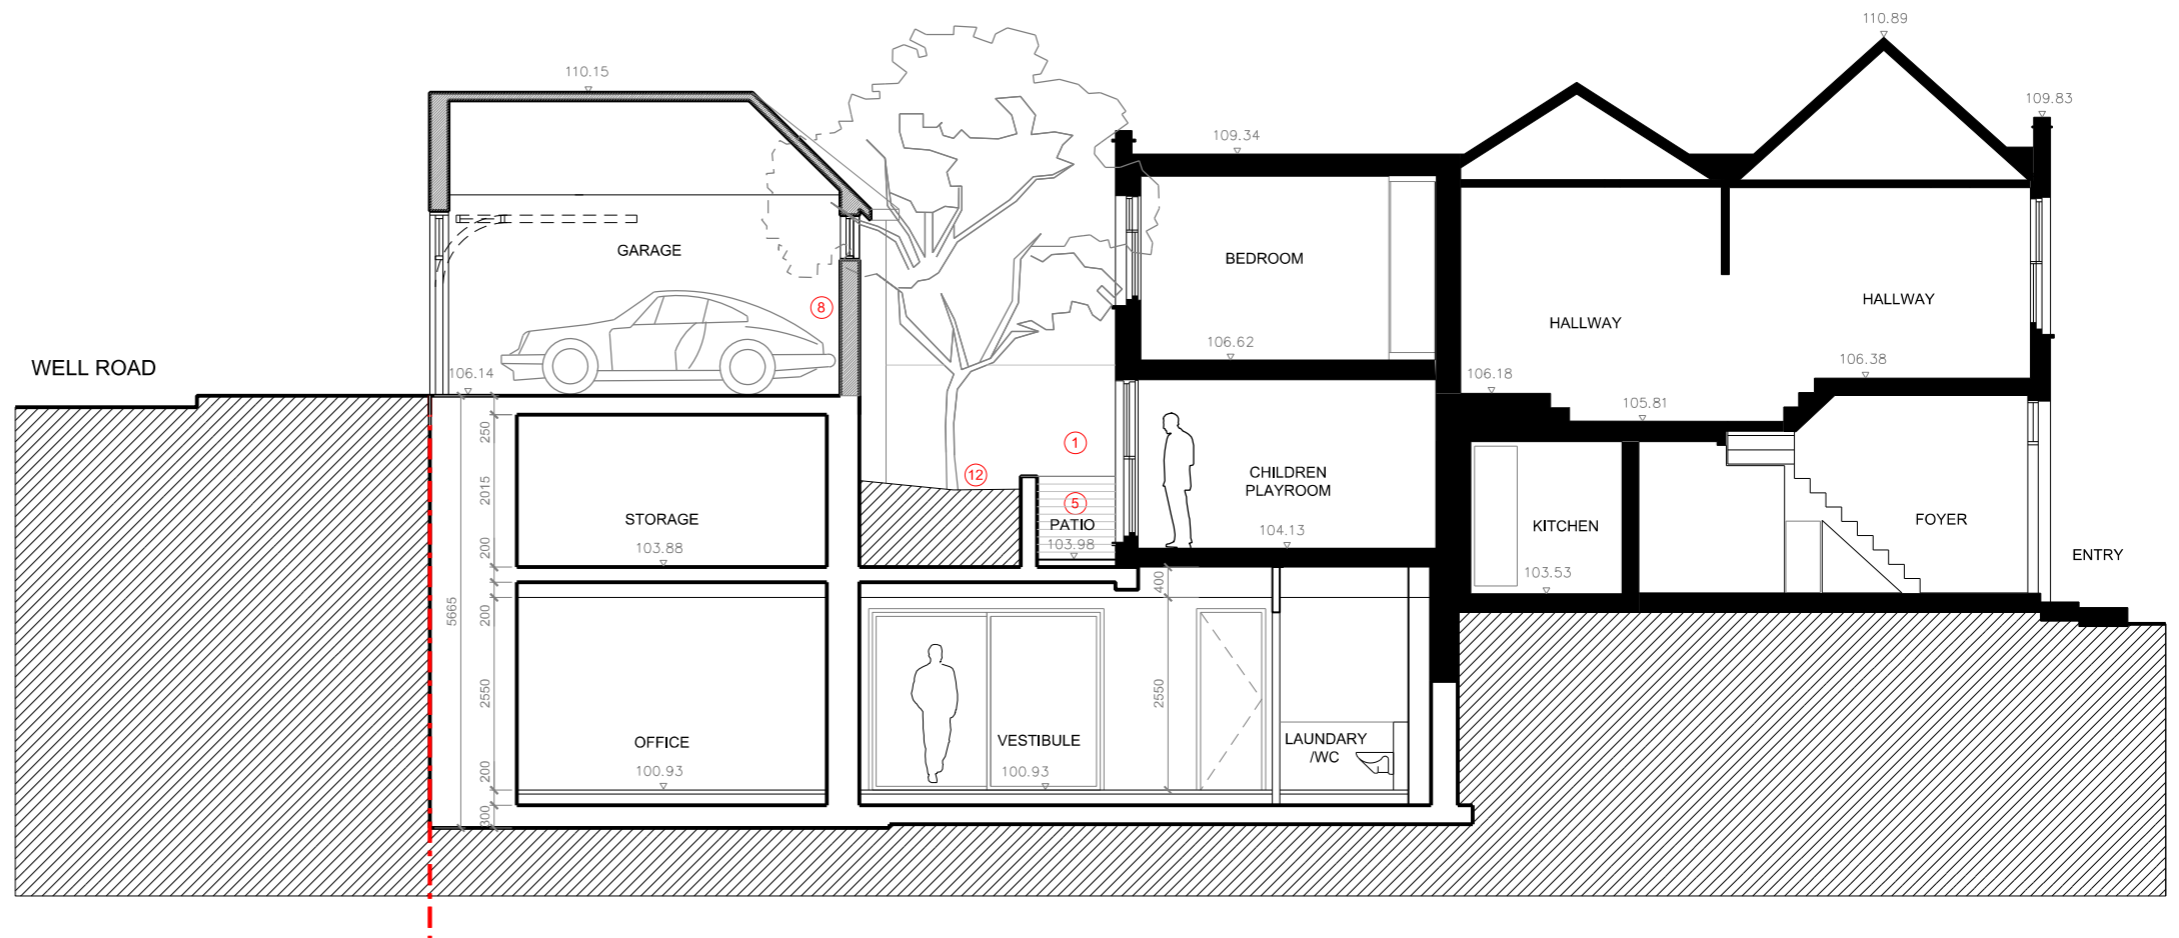 110.89
110.15
109.83
109.34
GARAGE
BEDROOM
8
HALLWAY
HALLWAY
WELL ROAD
106.14
106.62
106.18
106.38
105.81
250
1
12
CHILDREN
PLAYROOM
2015
5
STORAGE
PATIO
KITCHEN
FOYER
103.88
103.98
104.13
ENTRY
200
400
103.53
5665
200
2550
2550
OFFICE
VESTIBULE
LAUNDARY
/WC
100.93
100.93
200
300